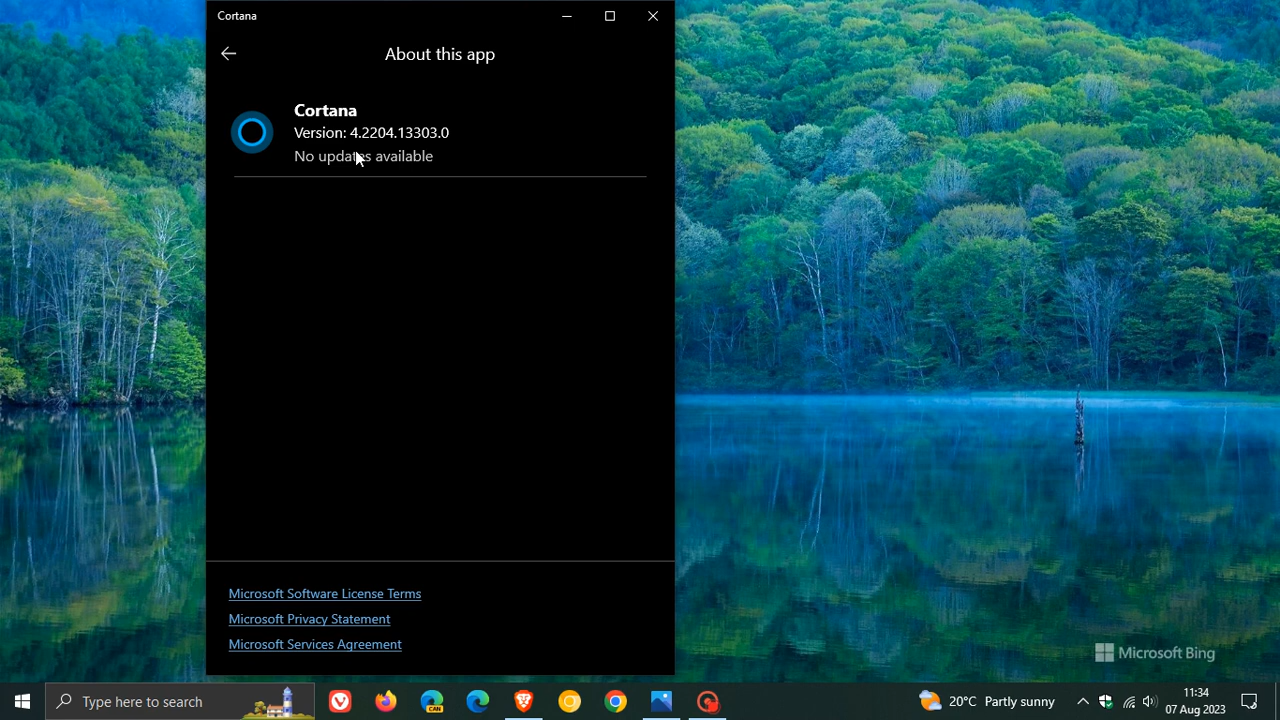 Cortana
About this app
Cortana
Version: 4.2204.13303.0
No updates available
Microsoft Software License Terms
Microsoft Privacy Statement
Microsoft Services Agreement
Microsoft Bing
Type here to search
CAN
20°C Partly sunny
11:34
07 Aug 2023